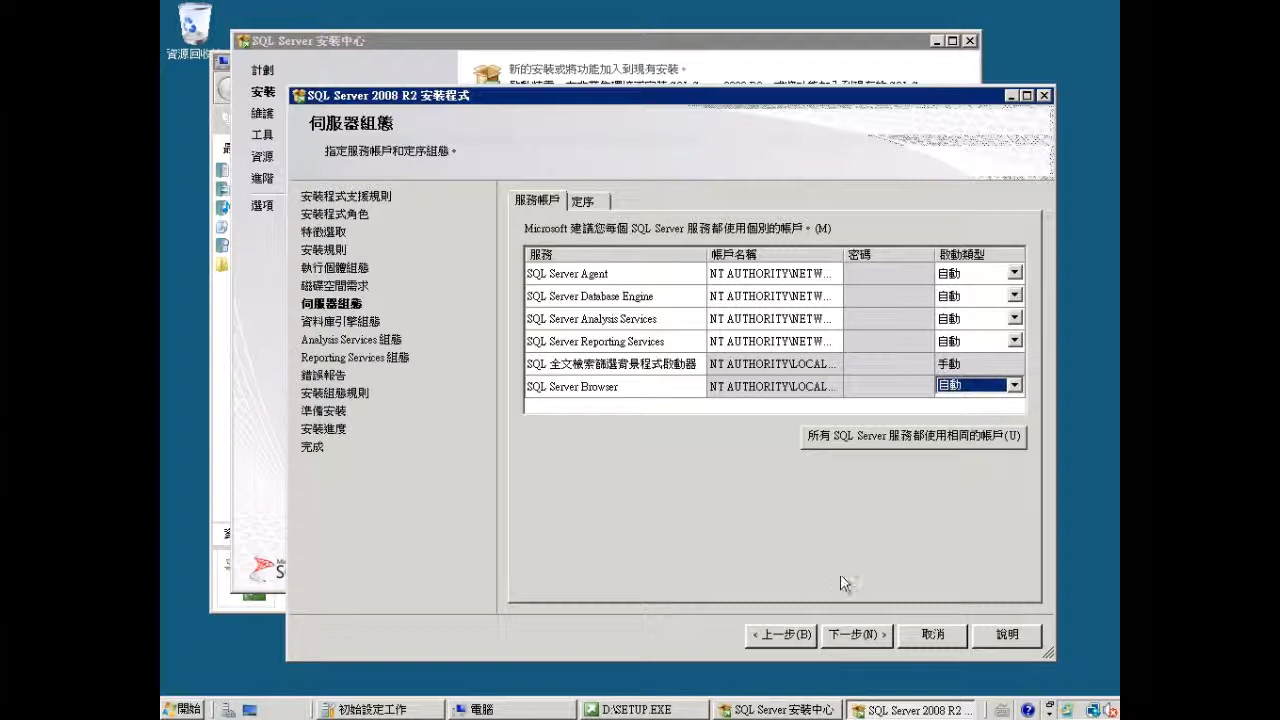 資源回收
SQL Server 安裝中心
計劃
安裝
維護
工具
資源
進階
選項
新的安裝或將功能加入到現有安裝。
SQL Server 2008 R2 安裝程式
伺服器組態
指定服務帳戶和定序組態。
安裝程式支援規則
安裝程式角色
特徵選取
安裝規則
執行個體組態
磁碟空間需求
伺服器組態
資料庫引擎組態
Analysis Services 組態
Reporting Services 組態
錯誤報告
安裝組態規則
準備安裝
安裝進度
完成
服務帳戶 定序
Microsoft 建議您每個 SQL Server 服務都使用個別的帳戶。(M)
服務 帳戶名稱 密碼 啟動類型
SQL Server Agent NT AUTHORITY\NETW... 自動
SQL Server Database Engine NT AUTHORITY\NETW... 自動
SQL Server Analysis Services NT AUTHORITY\NETW... 自動
SQL Server Reporting Services NT AUTHORITY\NETW... 自動
SQL 全文檢索篩選背景程式啟動器 NT AUTHORITY\LOCAL... 手動
SQL Server Browser NT AUTHORITY\LOCAL... 自動
所有 SQL Server 服務都使用相同的帳戶(U)
< 上一步(B) 下一步(N) > 取消 說明
開始 初始設定工作 電腦 D:\SETUP.EXE SQL Server 安裝中心 SQL Server 2008 R2 ...